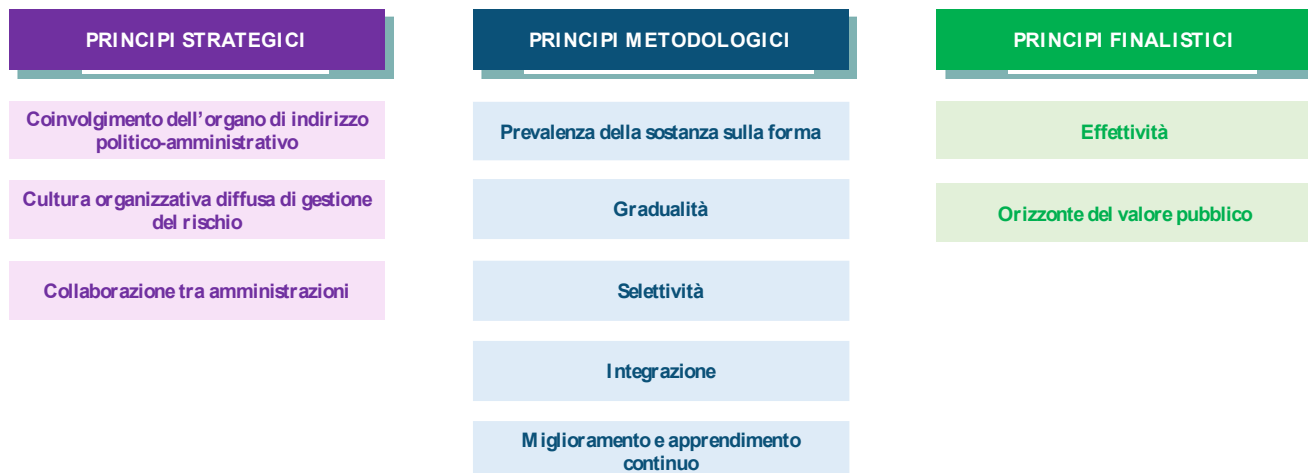 PRINCIPI STRATEGICI
Coinvolgimento dell'organo di indirizzo
politico-amministrativo
Cultura organizzativa diffusa di gestione
del rischio
Collaborazione tra amministrazioni
PRINCIPI METODOLOGICI
Prevalenza della sostanza sulla forma
Gradualità
Selettività
Integrazione
Miglioramento e apprendimento
continuo
PRINCIPI FINALISTICI
Effettività
Orizzonte del valore pubblico